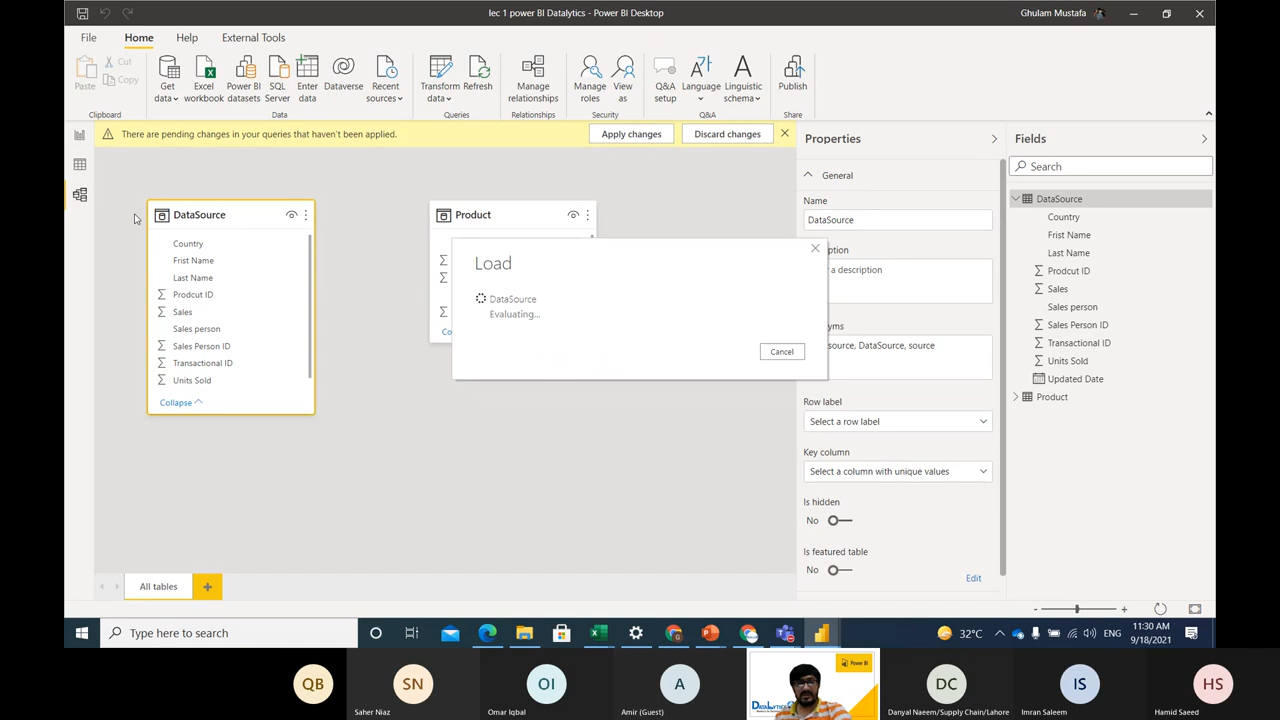 lec 1 power BI Datalytics - Power BI Desktop
Ghulam Mustafa
File
Home
Help
External Tools
Paste
Cut
Copy
Get data
Excel workbook
Power BI datasets
SQL Server
Enter data
Dataverse
Recent sources
Transform data
Refresh
Manage relationships
Manage roles
View as
Q&A setup
Language
Linguistic schema
Publish
Clipboard
Data
Queries
Relationships
Security
Q&A
Share
There are pending changes in your queries that haven't been applied.
Apply changes
Discard changes
DataSource
Country
Frist Name
Last Name
Prodcut ID
Sales
Sales person
Sales Person ID
Transactional ID
Units Sold
Collapse
Product
Co
Load
DataSource
Evaluating...
Cancel
Properties
General
Name
DataSource
ption
a description
yms
source, DataSource, source
Row label
Select a row label
Key column
Select a column with unique values
Is hidden
No
Is featured table
No
Edit
Fields
Search
DataSource
Country
Frist Name
Last Name
Prodcut ID
Sales
Sales person
Sales Person ID
Transactional ID
Units Sold
Updated Date
Product
All tables
+
- +
Type here to search
32°C
ENG
11:30 AM
9/18/2021
QB
SN
Saher Niaz
OI
Omar Iqbal
A
Amir (Guest)
Power BI
DC
Danyal Naeem/Supply Chain/Lahore
IS
Imran Saleem
HS
Hamid Saeed